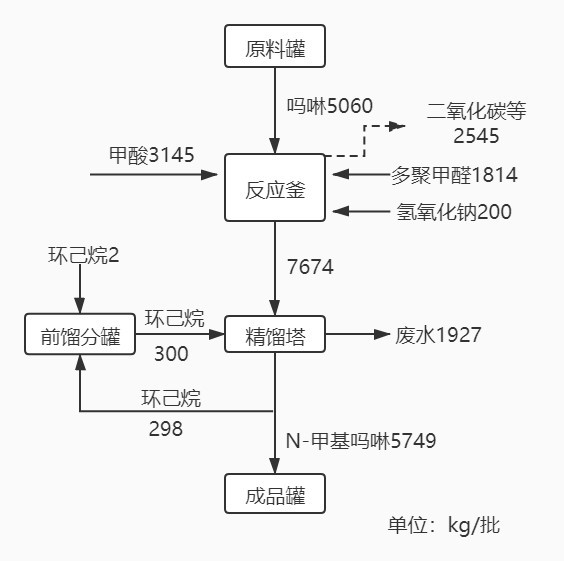 原料罐
吗啉5060
二氧化碳等
2545
甲酸3145
反应釜
多聚甲醛1814
氢氧化钠200
环己烷2
7674
前馏分罐
环己烷
300
精馏塔
废水1927
环己烷
298
N-甲基吗啉5749
成品罐
单位：kg/批